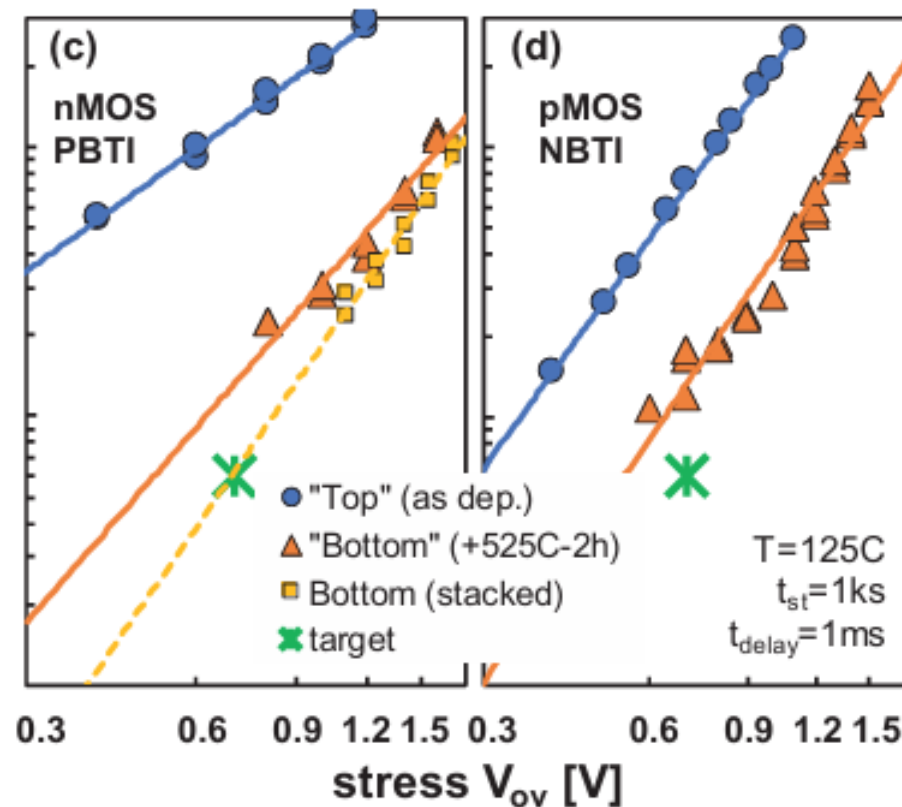 (c)
nMOS
PBTI
(d)
pMOS
NBTI
"Top" (as dep.)
"Bottom" (+525C-2h)
Bottom (stacked)
target
T=125C
t_st=1ks
t_delay=1ms
0.3 0.6 0.9 1.2 1.5 0.3 0.6 0.9 1.2 1.5
stress V_ov [V]